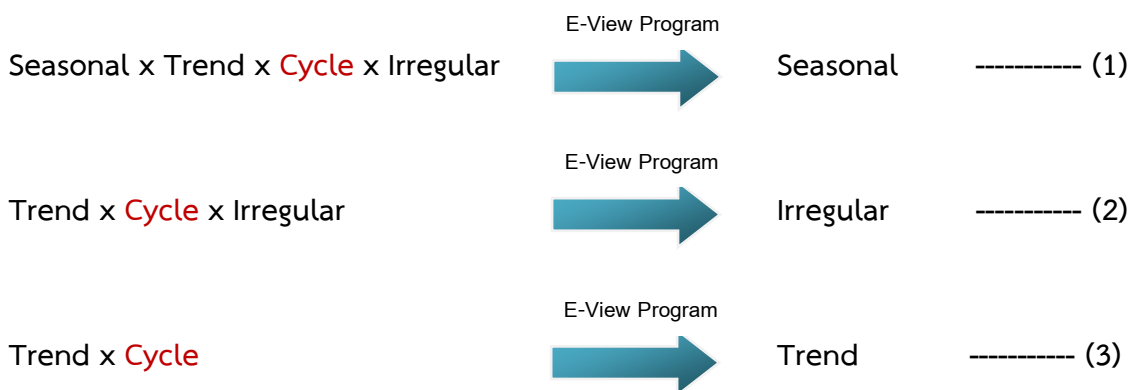 E-View Program
Seasonal x Trend x Cycle x Irregular Seasonal ----------- (1)
E-View Program
Trend x Cycle x Irregular Irregular ----------- (2)
E-View Program
Trend x Cycle Trend ----------- (3)